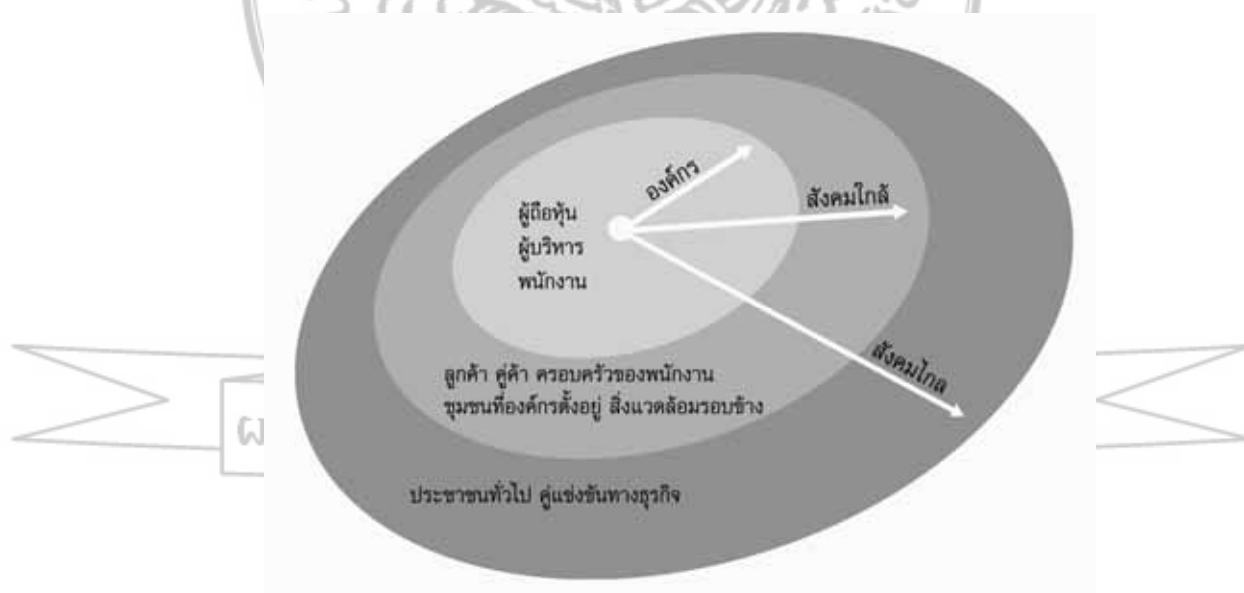 องค์กร
สังคมใกล้
ผู้ถือหุ้น
ผู้บริหาร
พนักงาน
สังคมไกล
ลูกค้า คู่ค้า ครอบครัวของพนักงาน
ชุมชนที่องค์กรตั้งอยู่ สิ่งแวดล้อมรอบข้าง
ประชาชนทั่วไป คู่แข่งขันทางธุรกิจ